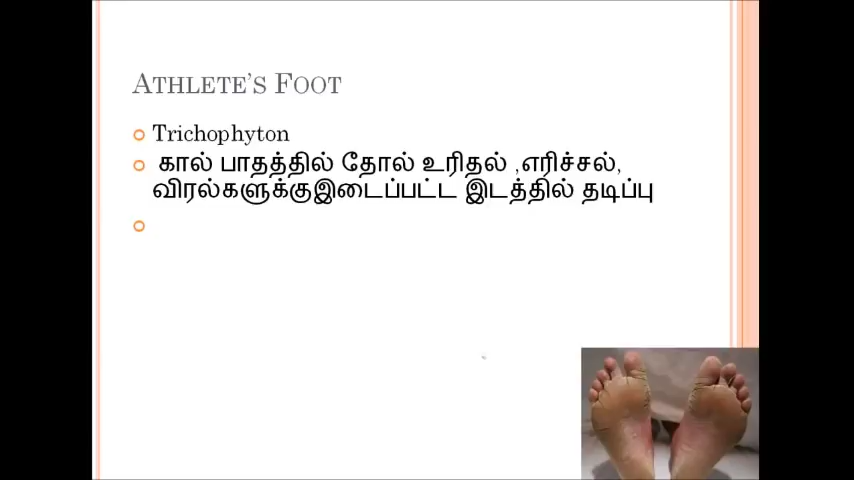 ATHLETE'S FOOT
Trichophyton
கால் பாதத்தில் தோல் உரிதல் ,எரிச்சல்,
விரல்களுக்குஇடைப்பட்ட இடத்தில் தடிப்பு